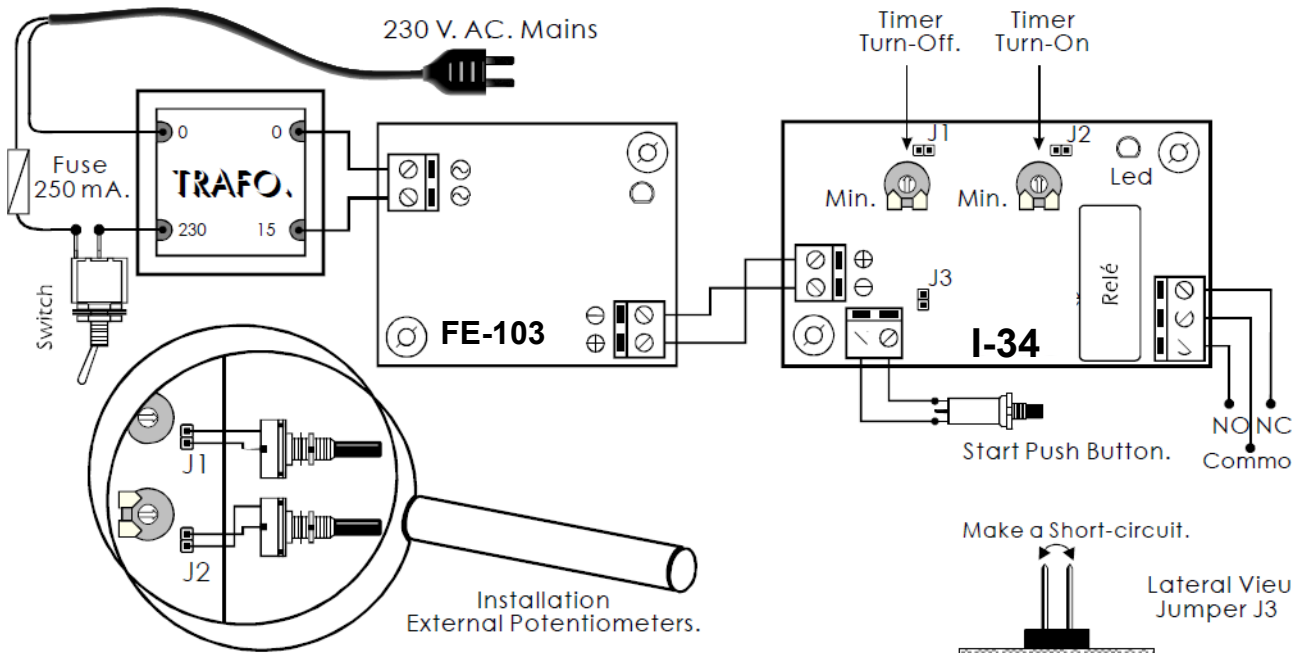 230 V. AC. Mains
Timer
Turn-Off.
Timer
Turn-On
0
0
TRAFO.
230
15
Fuse
250 mA.
Switch
FE-103
J1
J2
Min.
Min.
Led
J3
Relé
I-34
Start Push Button.
NO NC
Commo
J1
J2
Installation
External Potentiometers.
Make a Short-circuit.
Lateral Vieu
Jumper J3